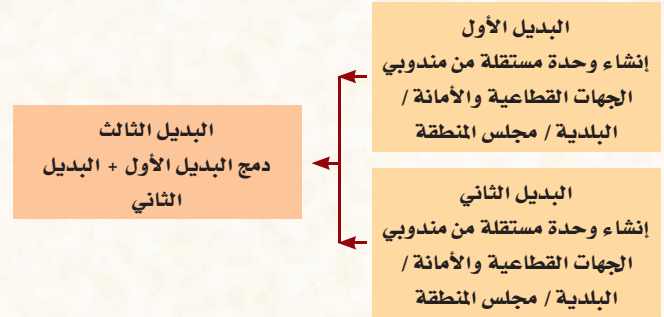 البديل الأول
إنشاء وحدة مستقلة من مندوبي
الجهات القطاعية والأمانة /
البلدية / مجلس المنطقة
البديل الثاني
إنشاء وحدة مستقلة من مندوبي
الجهات القطاعية والأمانة /
البلدية / مجلس المنطقة
البديل الثالث
دمج البديل الأول + البديل
الثاني